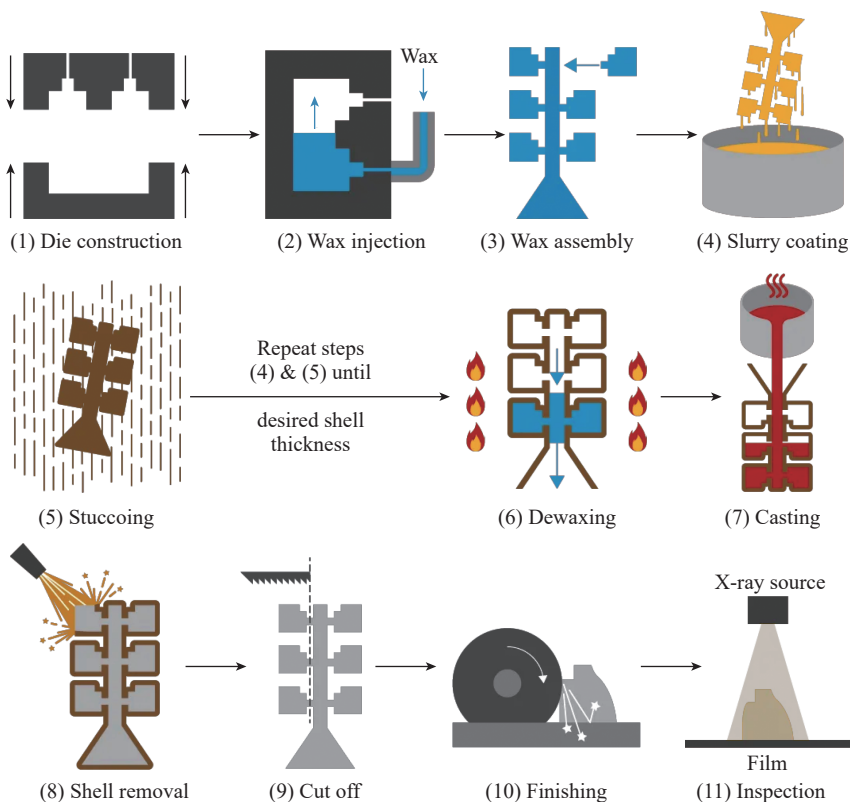 Wax
(1) Die construction
(2) Wax injection
(3) Wax assembly
(4) Slurry coating
Repeat steps
(4) & (5) until
desired shell
thickness
(5) Stuccoing
(6) Dewaxing
(7) Casting
X-ray source
Film
(8) Shell removal
(9) Cut off
(10) Finishing
(11) Inspection